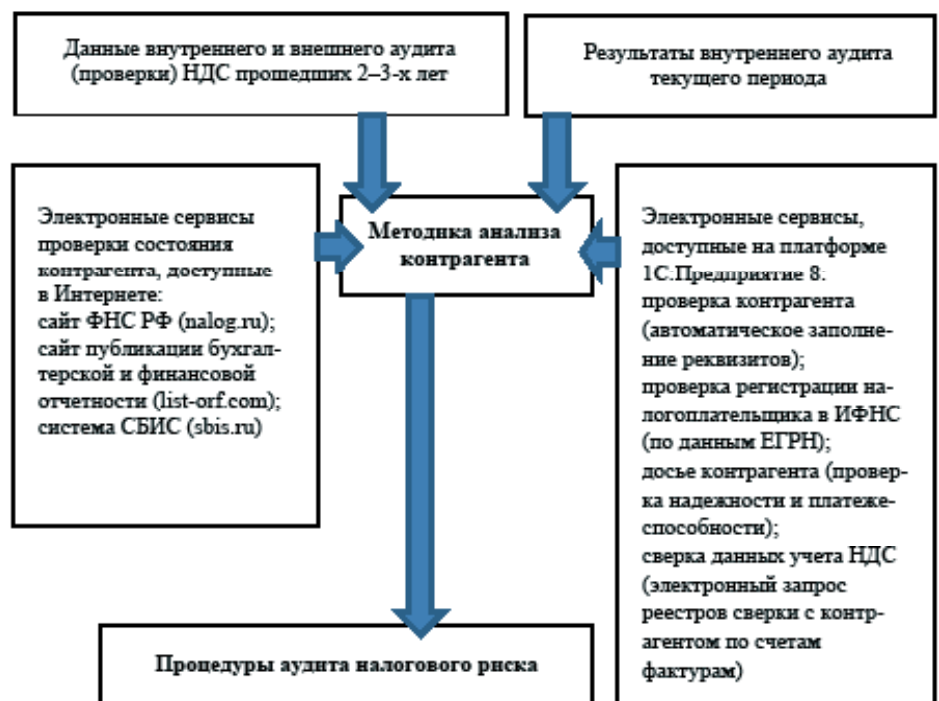 Данные внутреннего и внешнего аудита
(проверки) НДС прошедших 2–3-х лет
Результаты внутреннего аудита
текущего периода
Электронные сервисы
проверки состояния
контрагента, доступные
в Интернете:
сайт ФНС РФ (nalog.ru);
сайт публикации бухгал-
терской и финансовой
отчетности (list-orf.com);
система СБИС (sbis.ru)
Методика анализа
контрагента
Электронные сервисы,
доступные на платформе
1С:Предприятие 8:
проверка контрагента
(автоматическое заполне-
ние реквизитов);
проверка регистрации на-
логоплательщика в ИФНС
(по данным ЕГРН);
досье контрагента (провер-
ка надежности и платеже-
способности);
сверка данных учета НДС
(электронный запрос
реестров сверки с контр-
агентом по счетам
фактурам)
Процедуры аудита налогового риска